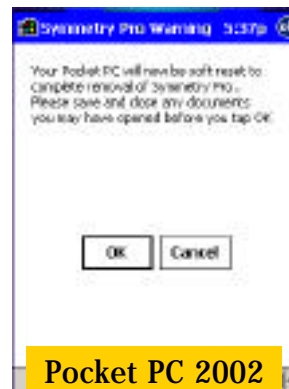 Symmetry Pro Warning 5:37p
Your Pocket PC will now be soft reset to
complete removal of Symmetry Pro.
Please save and close any documents
you may have opened before you tap OK
OK Cancel
Pocket PC 2002